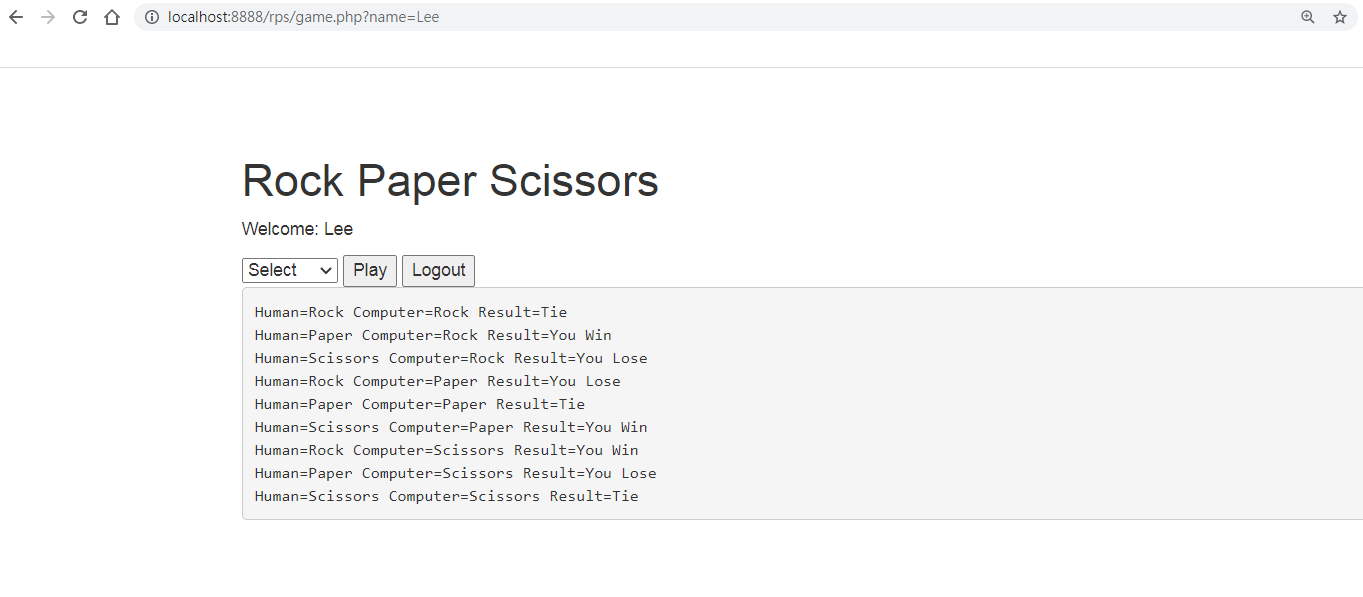 localhost:8888/rps/game.php?name=Lee
Rock Paper Scissors
Welcome: Lee
Select Play Logout
Human=Rock Computer=Rock Result=Tie
Human=Paper Computer=Rock Result=You Win
Human=Scissors Computer=Rock Result=You Lose
Human=Rock Computer=Paper Result=You Lose
Human=Paper Computer=Paper Result=Tie
Human=Scissors Computer=Paper Result=You Win
Human=Rock Computer=Scissors Result=You Win
Human=Paper Computer=Scissors Result=You Lose
Human=Scissors Computer=Scissors Result=Tie